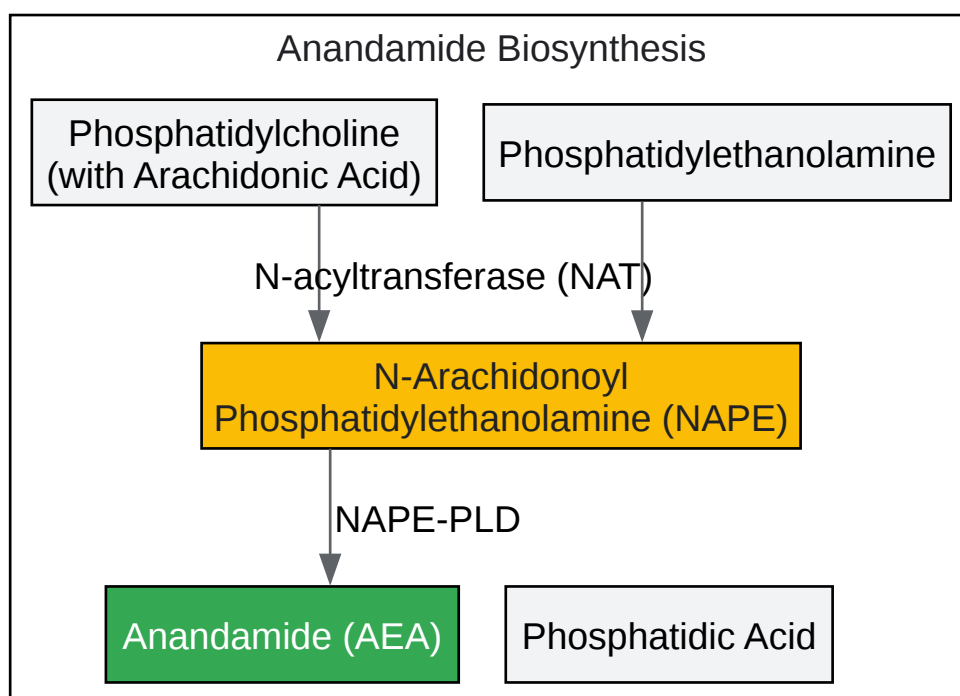 Anandamide Biosynthesis
Phosphatidylcholine
(with Arachidonic Acid)
Phosphatidylethanolamine
N-acyltransferase (NAT)
N-Arachidonoyl
Phosphatidylethanolamine (NAPE)
NAPE-PLD
Anandamide (AEA)
Phosphatidic Acid